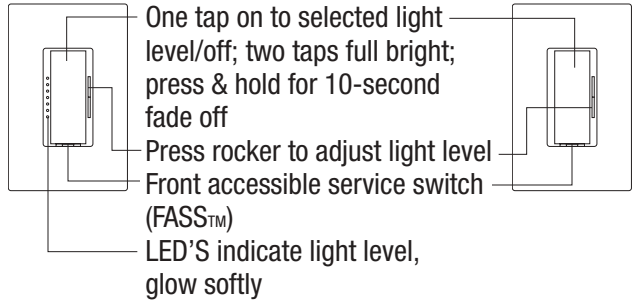 One tap on to selected light
level/off; two taps full bright;
press & hold for 10-second
fade off
Press rocker to adjust light level
Front accessible service switch
(FASS™)
LED'S indicate light level,
glow softly